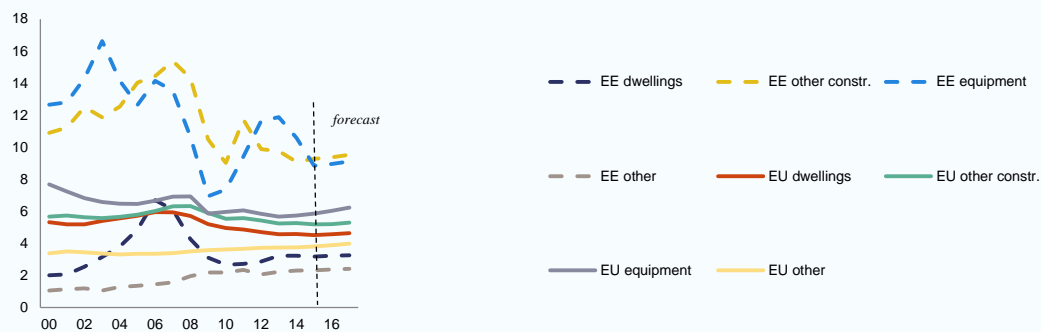 18
16
14
12
10
8
6
4
2
0
00 02 04 06 08 10 12 14 16
forecast
EE dwellings EE other constr. EE equipment
EE other EU dwellings EU other constr.
EU equipment EU other